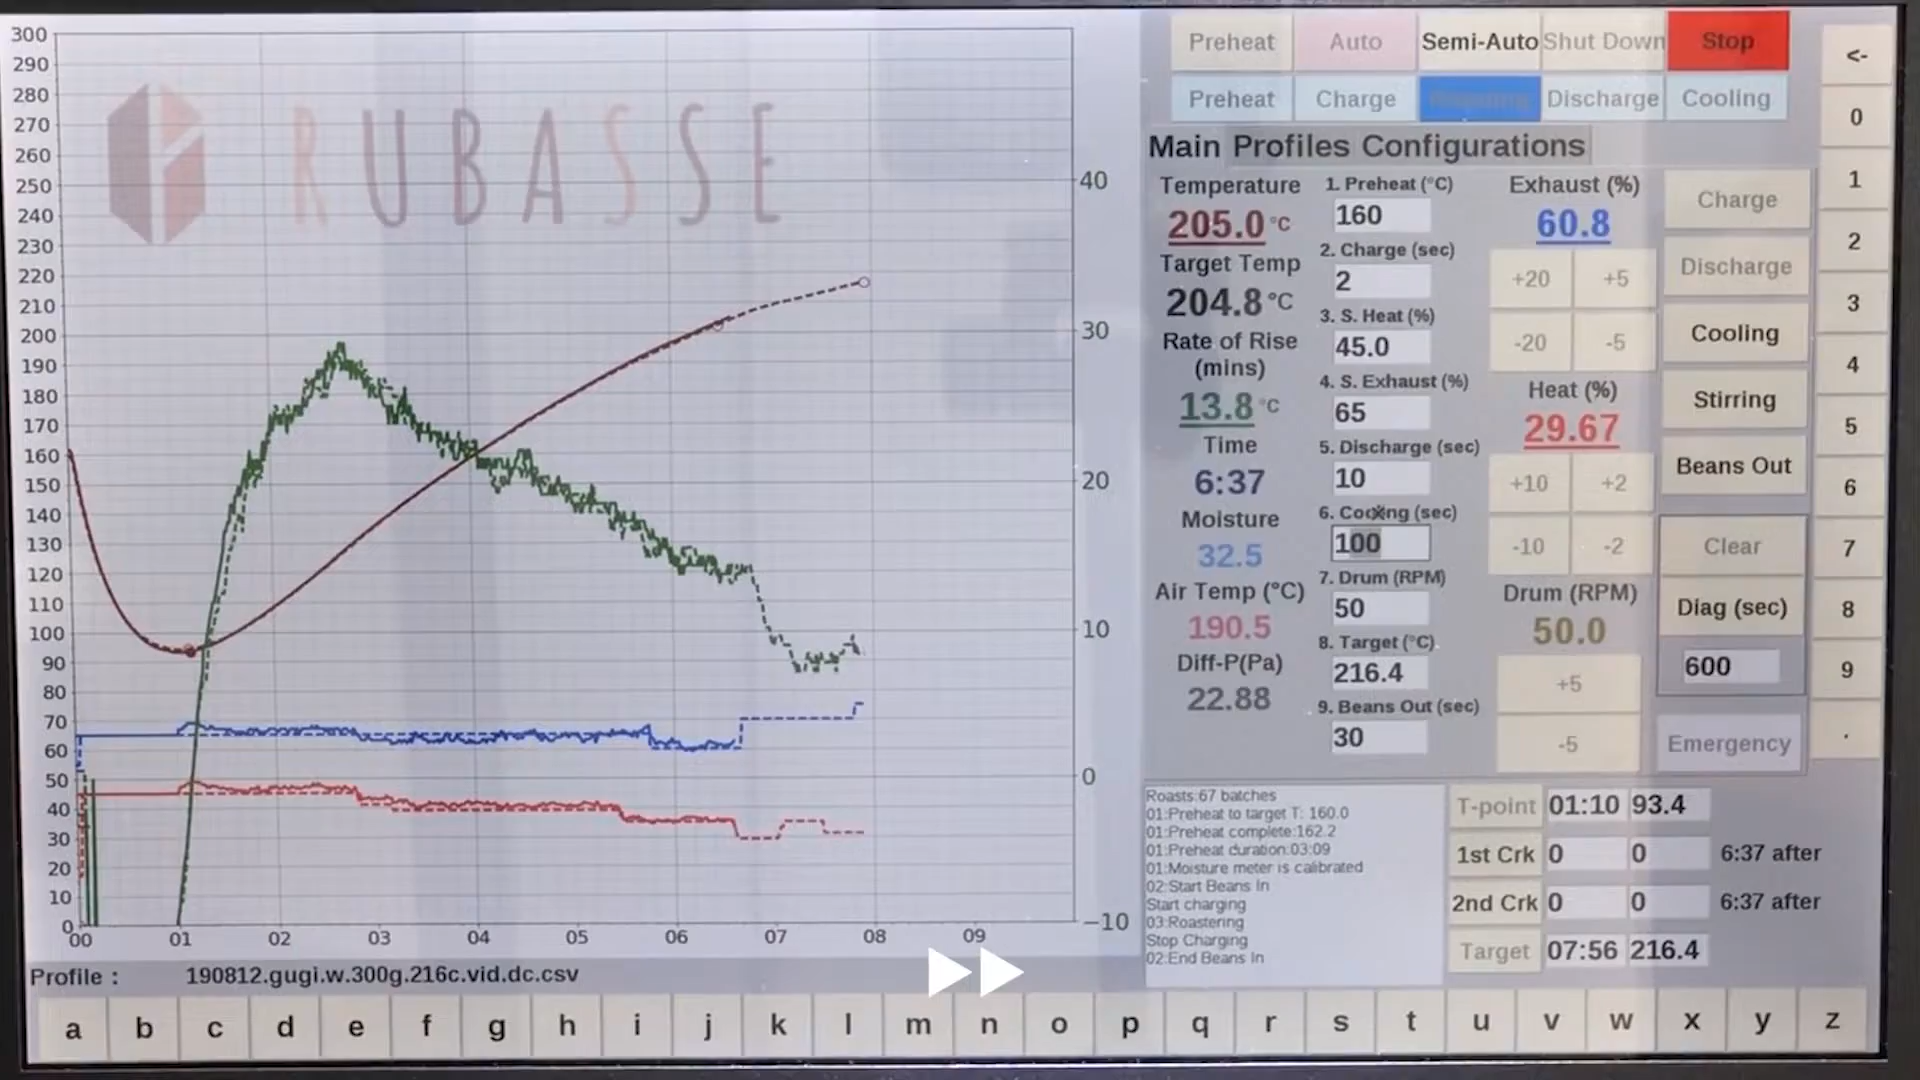 RUBASSE
300
290
280
270
260
250
240
230
220
210
200
190
180
170
160
150
140
130
120
110
100
90
80
70
60
50
40
30
20
10
0
40
30
20
10
0
−10
00 01 02 03 04 05 06 07 08 09
Profile : 190812.gugi.w.300g.216c.vid.dc.csv
Preheat Auto Semi-Auto Shut Down Stop
Preheat Charge Discharge Cooling
Main Profiles Configurations
Temperature
205.0 °C
Target Temp
204.8 °C
Rate of Rise
(mins)
13.8 °C
Time
6:37
Moisture
32.5
Air Temp (°C)
190.5
Diff-P(Pa)
22.88
1. Preheat (°C)
160
2. Charge (sec)
2
3. S. Heat (%)
45.0
4. S. Exhaust (%)
65
5. Discharge (sec)
10
6. Cooling (sec)
100
7. Drum (RPM)
50
8. Target (°C)
216.4
9. Beans Out (sec)
30
Exhaust (%)
60.8
+20 +5
-20 -5
Heat (%)
29.67
+10 +2
-10 -2
Drum (RPM)
50.0
+5
-5
Charge
Discharge
Cooling
Stirring
Beans Out
Clear
Diag (sec)
600
Emergency
<-
0
1
2
3
4
5
6
7
8
9
.
Roasts:67 batches
01:Preheat to target T: 160.0
01:Preheat complete:162.2
01:Preheat duration:03:09
01:Moisture meter is calibrated
02:Start Beans In
Start charging
03:Roastering
Stop Charging
02:End Beans In
T-point 01:10 93.4
1st Crk 0 0 6:37 after
2nd Crk 0 0 6:37 after
Target 07:56 216.4
a b c d e f g h i j k l m n o p q r s t u v w x y z